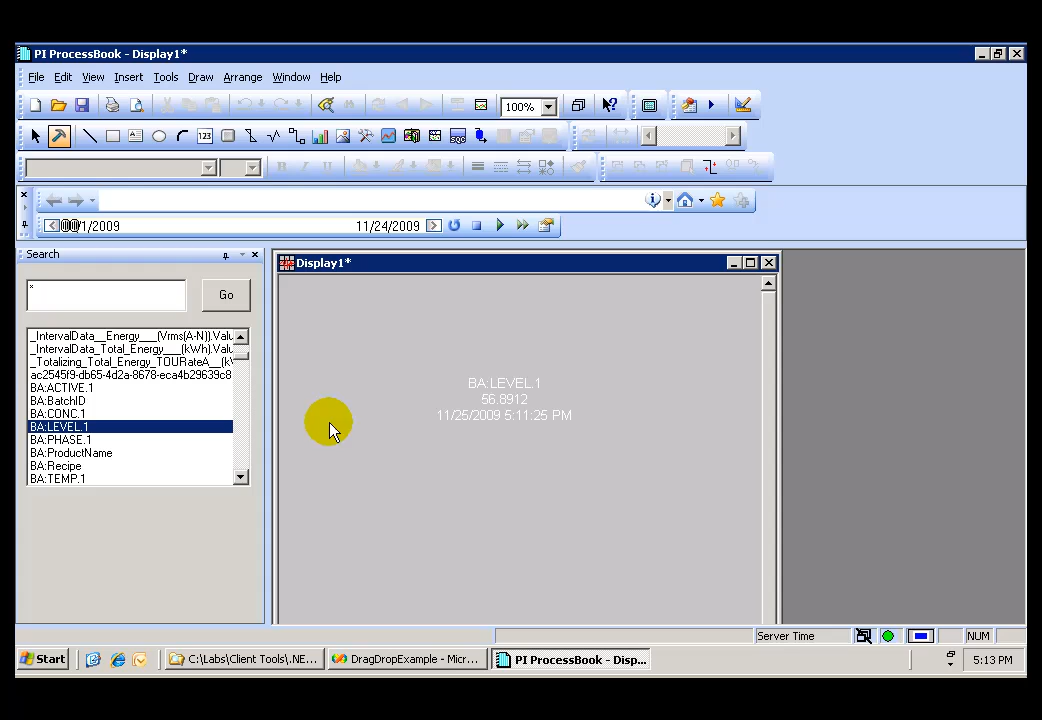 PI ProcessBook - Display1*
File Edit View Insert Tools Draw Arrange Window Help
100%
123
SQC
B I U
/1/2009 11/24/2009
Search
Display1*
*
Go
_IntervalData__Energy___(Vrms(A-N)).Valu
_IntervalData_Total_Energy___(kWh).Valu
_Totalizing_Total_Energy_TOURateA__(k
ac2545f9-db65-4d2a-8678-eca4b29639c8
BA:ACTIVE.1
BA:BatchID
BA:CONC.1
BA:LEVEL.1
BA:PHASE.1
BA:ProductName
BA:Recipe
BA:TEMP.1
BA:LEVEL.1
56.8912
11/25/2009 5:11:25 PM
Server Time
NUM
Start
C:\Labs\Client Tools\.NE...
DragDropExample - Micr...
PI ProcessBook - Disp...
5:13 PM